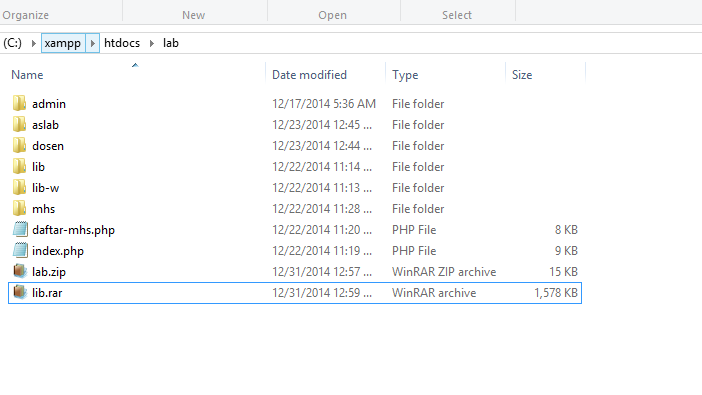 Organize New Open Select
(C:) xampp htdocs lab
Name Date modified Type Size
admin 12/17/2014 5:36 AM File folder
aslab 12/23/2014 12:45 ... File folder
dosen 12/23/2014 12:44 ... File folder
lib 12/22/2014 11:14 ... File folder
lib-w 12/22/2014 11:13 ... File folder
mhs 12/22/2014 11:28 ... File folder
daftar-mhs.php 12/22/2014 11:20 ... PHP File 8 KB
index.php 12/22/2014 11:19 ... PHP File 9 KB
lab.zip 12/31/2014 12:57 ... WinRAR ZIP archive 15 KB
lib.rar 12/31/2014 12:59 ... WinRAR archive 1,578 KB